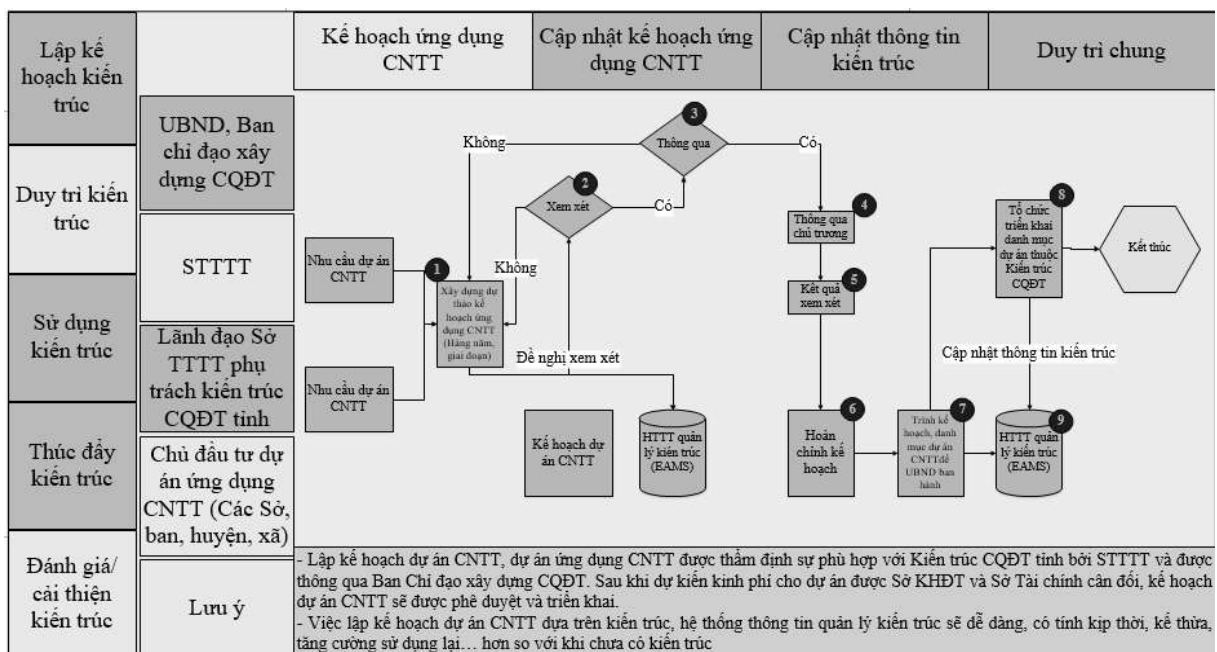 Lập kế
hoạch kiến
trúc
Duy trì kiến
trúc
Sử dụng
kiến trúc
Thúc đẩy
kiến trúc
Đánh giá/
cải thiện
kiến trúc
UBND, Ban
chỉ đạo xây
dựng CQĐT
STTTT
Lãnh đạo Sở
TTTT phụ
trách kiến trúc
CQĐT tỉnh
Chủ đầu tư dự
án ứng dụng
CNTT (Các Sở,
ban, huyện, xã)
Lưu ý
Kế hoạch ứng dụng
CNTT
Cập nhật kế hoạch ứng
dụng CNTT
Cập nhật thông tin
kiến trúc
Duy trì chung
3
Thông qua
Không
Có
2
Xem xét
Có
Không
Nhu cầu dự
án CNTT
Nhu cầu dự
án CNTT
1
Xây dựng dự
thảo kế
hoạch ứng
dụng CNTT
(Hàng năm,
giai đoạn)
Đề nghị xem xét
Kế hoạch dự
án CNTT
HTTT quản
lý kiến trúc
(EAMS)
4
Thông qua
chủ trương
5
Kết quả
xem xét
6
Hoàn
chỉnh kế
hoạch
7
Trình kế
hoạch, danh
mục dự án
CNTTđể
UBND ban
hành
8
Tổ chức
triển khai
danh mục
dự án thuộc
Kiến trúc
CQĐT
Kết thúc
Cập nhật thông tin kiến trúc
9
HTTT quản
lý kiến trúc
(EAMS)
- Lập kế hoạch dự án CNTT, dự án ứng dụng CNTT được thẩm định sự phù hợp với Kiến trúc CQĐT tỉnh bởi STTTT và được
thông qua Ban Chỉ đạo xây dựng CQĐT. Sau khi dự kiến kinh phí cho dự án được Sở KHĐT và Sở Tài chính cân đối, kế hoạch
dự án CNTT sẽ được phê duyệt và triển khai.
- Việc lập kế hoạch dự án CNTT dựa trên kiến trúc, hệ thống thông tin quản lý kiến trúc sẽ dễ dàng, có tính kịp thời, kế thừa,
tăng cường sử dụng lại… hơn so với khi chưa có kiến trúc